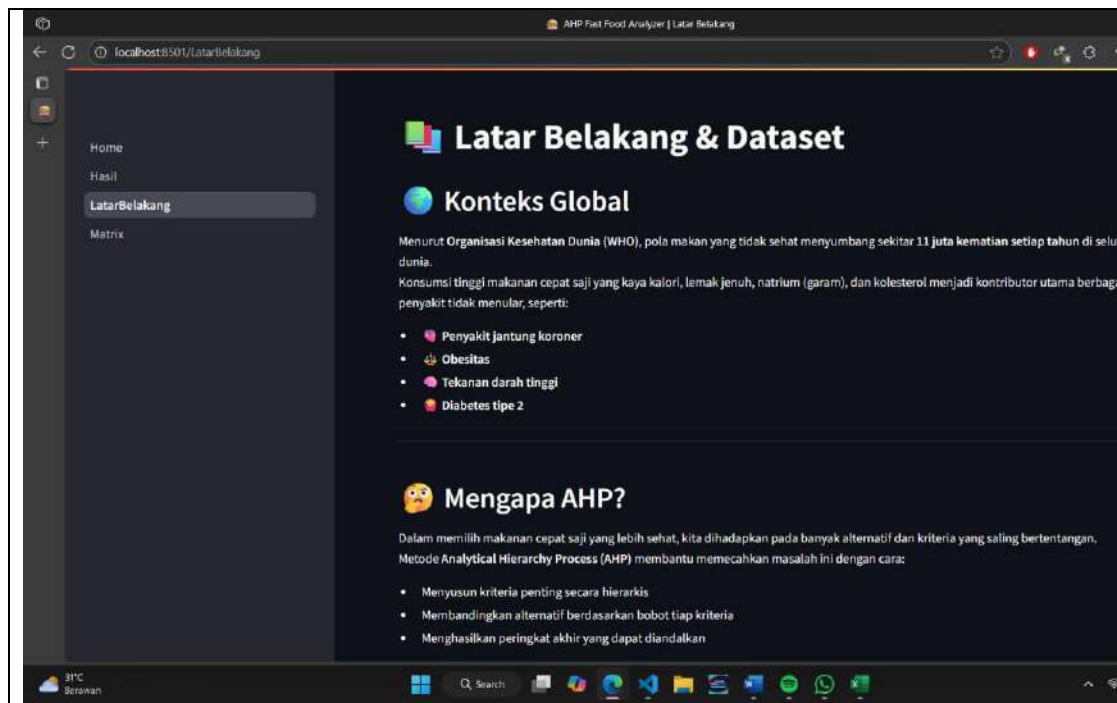 AHP Fast Food Analyzer | Latar Belakang
localhost:8501/LatarBelakang
Home
Hasil
LatarBelakang
Matrix
Latar Belakang & Dataset
Konteks Global
Menurut Organisasi Kesehatan Dunia (WHO), pola makan yang tidak sehat menyumbang sekitar 11 juta kematian setiap tahun di selu
dunia.
Konsumsi tinggi makanan cepat saji yang kaya kalori, lemak jenuh, natrium (garam), dan kolesterol menjadi kontributor utama berbaga
penyakit tidak menular, seperti:
• Penyakit jantung koroner
• Obesitas
• Tekanan darah tinggi
• Diabetes tipe 2
Mengapa AHP?
Dalam memilih makanan cepat saji yang lebih sehat, kita dihadapkan pada banyak alternatif dan kriteria yang saling bertentangan.
Metode Analytical Hierarchy Process (AHP) membantu memecahkan masalah ini dengan cara:
• Menyusun kriteria penting secara hierarkis
• Membandingkan alternatif berdasarkan bobot tiap kriteria
• Menghasilkan peringkat akhir yang dapat diandalkan
31°C
Berawan
Search